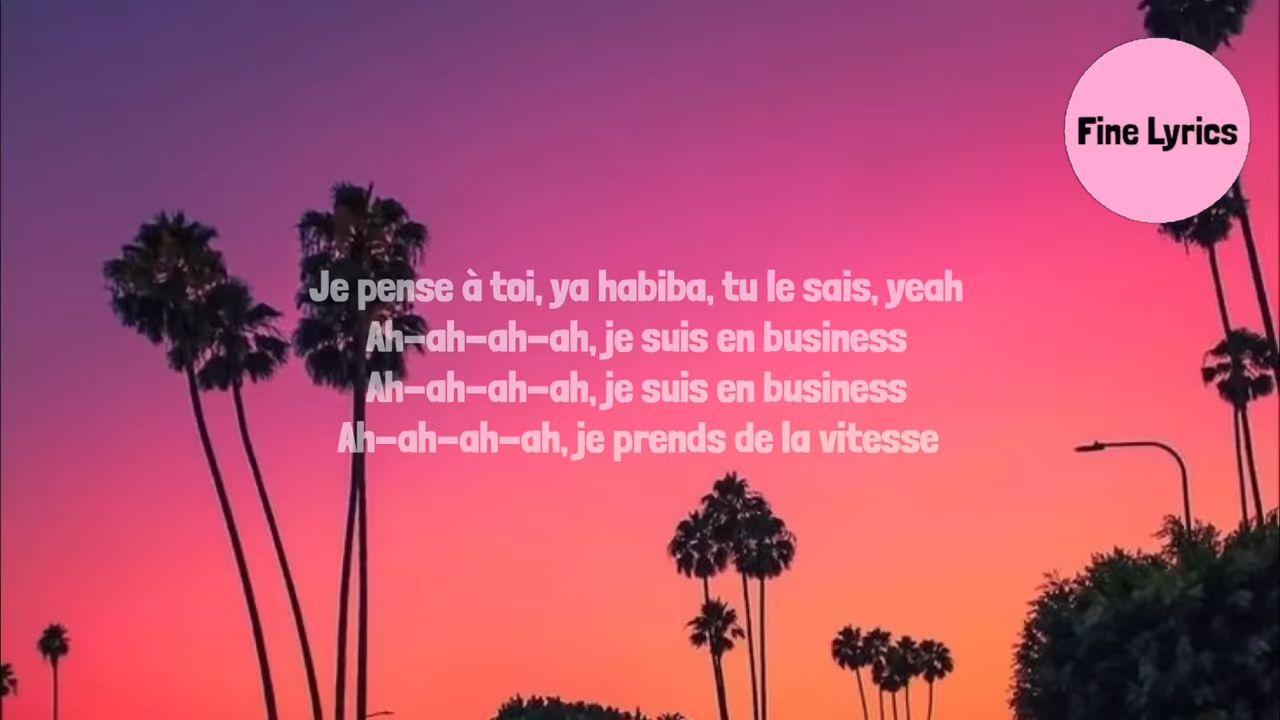 Fine Lyrics
Je pense à toi, ya habiba, tu le sais, yeah
Ah-ah-ah-ah, je suis en business
Ah-ah-ah-ah, je suis en business
Ah-ah-ah-ah, je prends de la vitesse